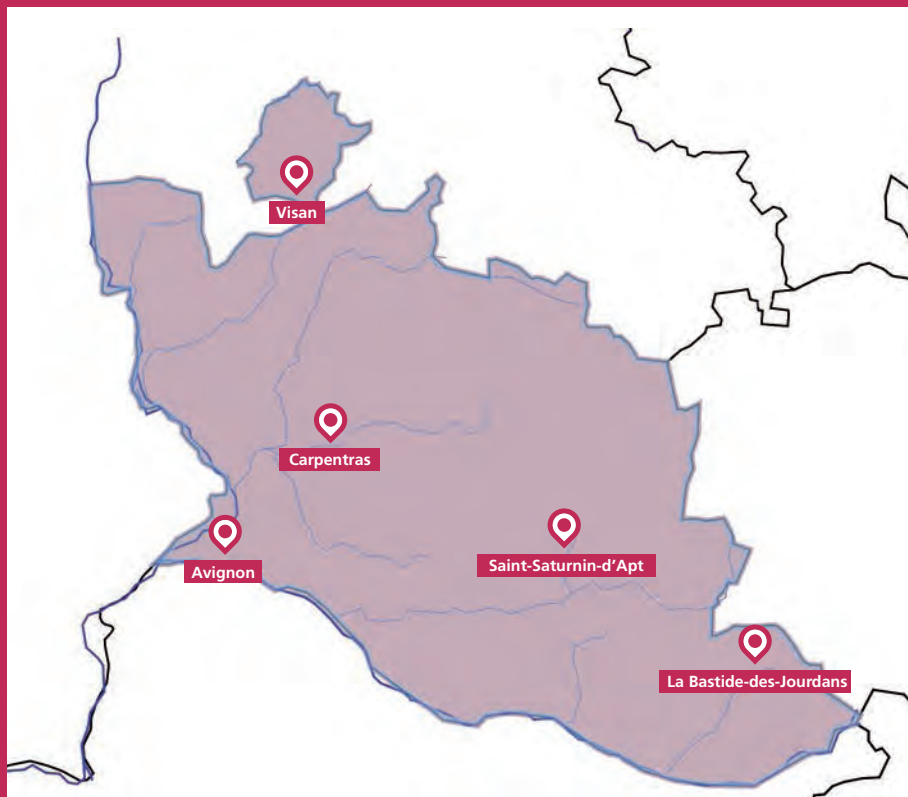 Visan
Carpentras
Avignon
Saint-Saturnin-d'Apt
La Bastide-des-Jourdans